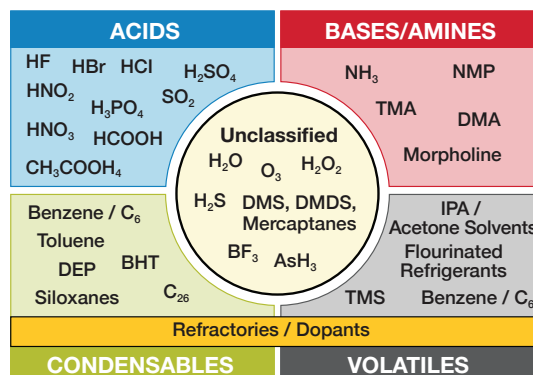 ACIDS
HF HBr HCl H₂SO₄
HNO₂ H₃PO₄ SO₂
HNO₃ HCOOH
CH₃COOH₄
BASES/AMINES
NH₃ NMP
TMA DMA
Morpholine
Unclassified
H₂O O₃ H₂O₂
H₂S DMS, DMDS,
Mercaptanes
BF₃ AsH₃
Benzene / C₆
Toluene
DEP BHT
Siloxanes C₂₆
IPA /
Acetone Solvents
Flourinated
Refrigerants
TMS Benzene / C₆
Refractories / Dopants
CONDENSABLES
VOLATILES